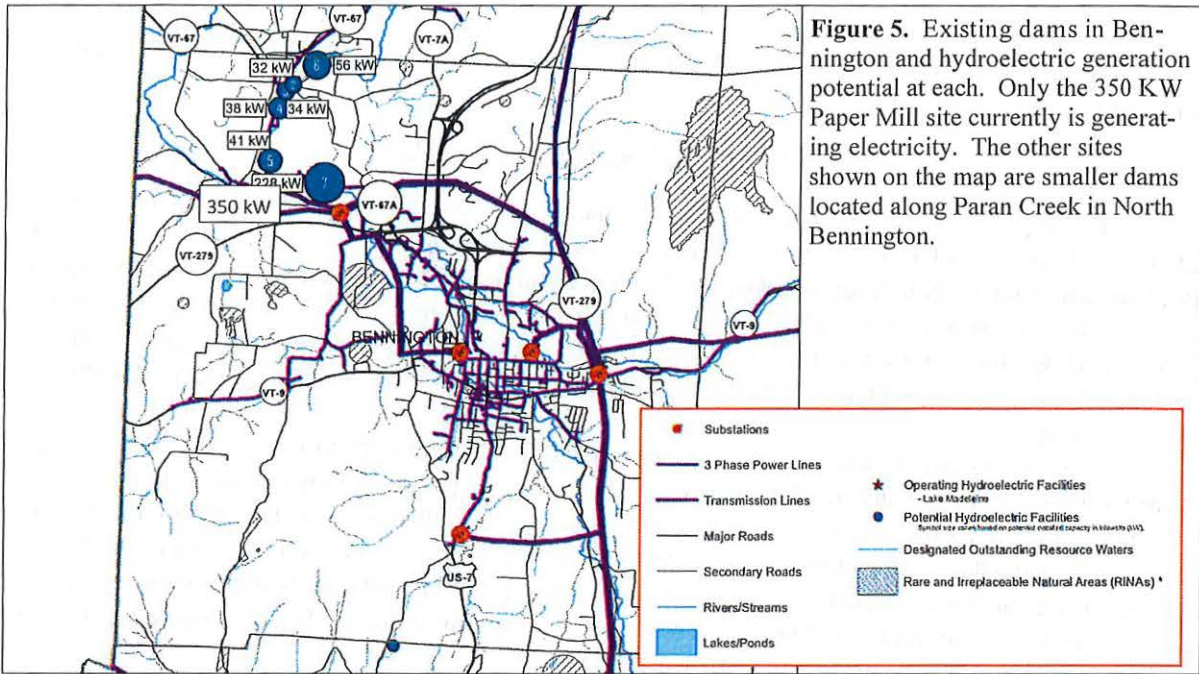 VT-67
VT-67
VT-7A
32 kW
6
56 kW
4
38 kW
34 kW
41 kW
5
228 kW
7
350 kW
VT-67A
VT-279
VT-279
BENNINGTON
VT-9
VT-9
US-7
Figure 5. Existing dams in Ben-
nington and hydroelectric generation
potential at each. Only the 350 KW
Paper Mill site currently is generat-
ing electricity. The other sites
shown on the map are smaller dams
located along Paran Creek in North
Bennington.
Substations
3 Phase Power Lines
Transmission Lines
Major Roads
Secondary Roads
Rivers/Streams
Lakes/Ponds
Operating Hydroelectric Facilities
- Lake Madeleine
Potential Hydroelectric Facilities
Designated Outstanding Resource Waters
Rare and Irreplaceable Natural Areas (RINAs) *